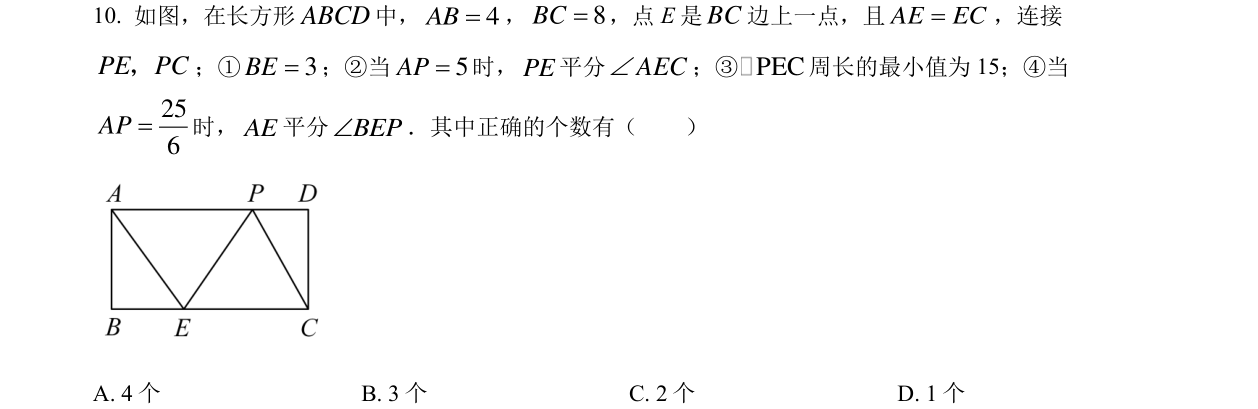 10. 如图，在长方形 ABCD 中， AB = 4 ， BC = 8 ，点 E 是 BC 边上一点，且 AE = EC ，连接
PE， PC ；①BE = 3 ；②当 AP = 5 时， PE 平分 ∠AEC ；③□PEC 周长的最小值为 15；④当
AP = 25/6 时， AE 平分 ∠BEP ．其中正确的个数有（　　）
A P D
B E C
A. 4 个 B. 3 个 C. 2 个 D. 1 个